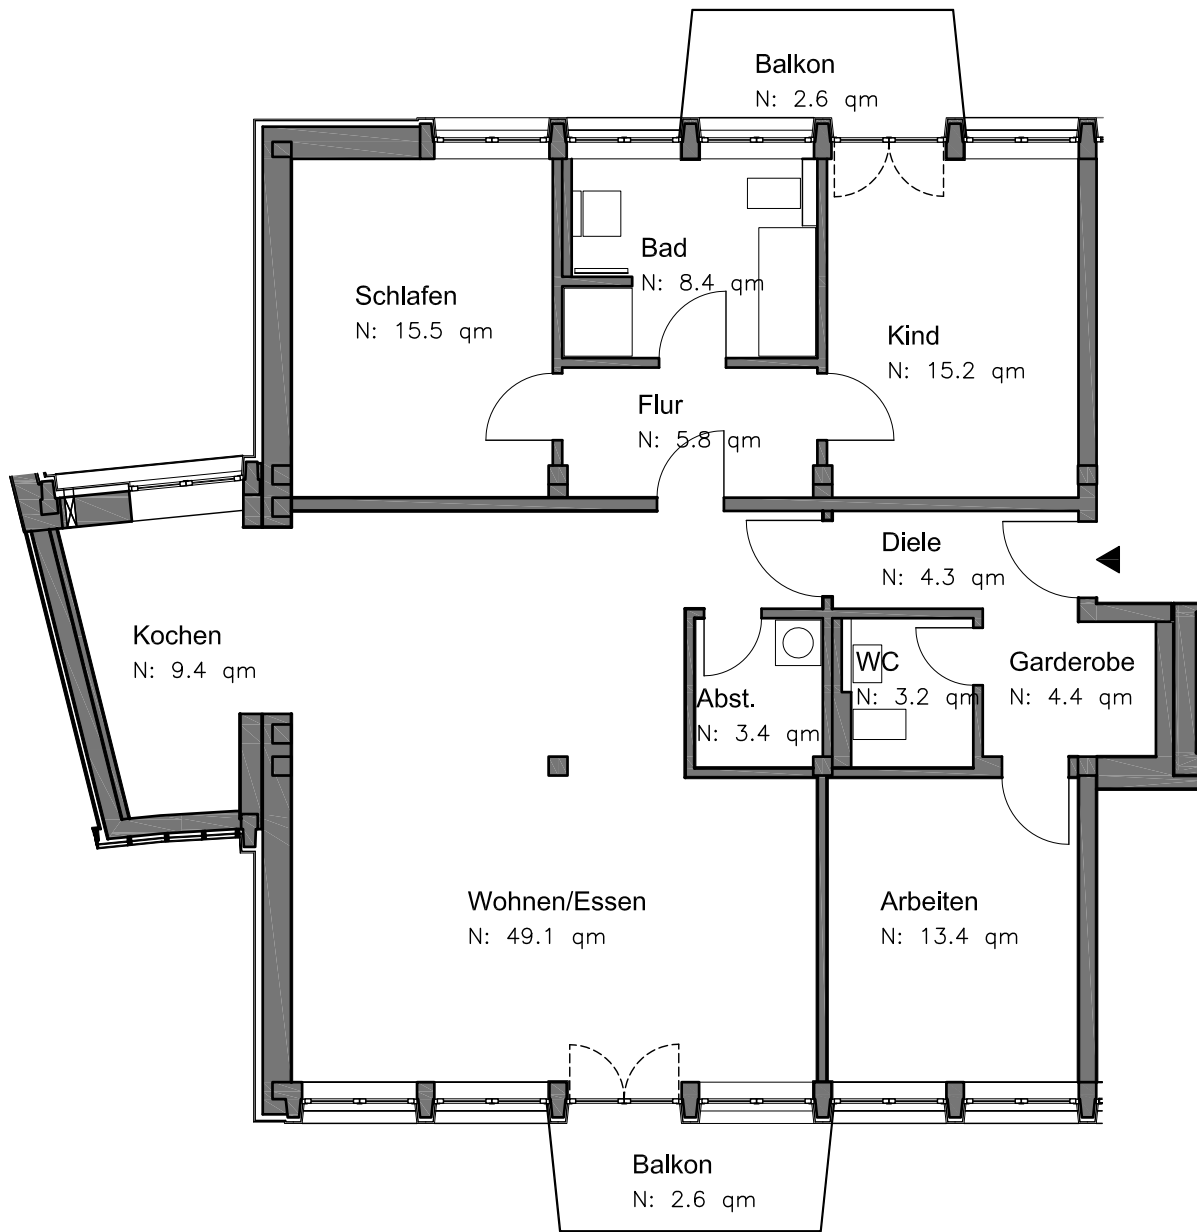 Balkon
N: 2.6 qm
Bad
N: 8.4 qm
Schlafen
N: 15.5 qm
Kind
N: 15.2 qm
Flur
N: 5.8 qm
Diele
N: 4.3 qm
Kochen
N: 9.4 qm
WC
N: 3.2 qm
Garderobe
N: 4.4 qm
Abst.
N: 3.4 qm
Wohnen/Essen
N: 49.1 qm
Arbeiten
N: 13.4 qm
Balkon
N: 2.6 qm